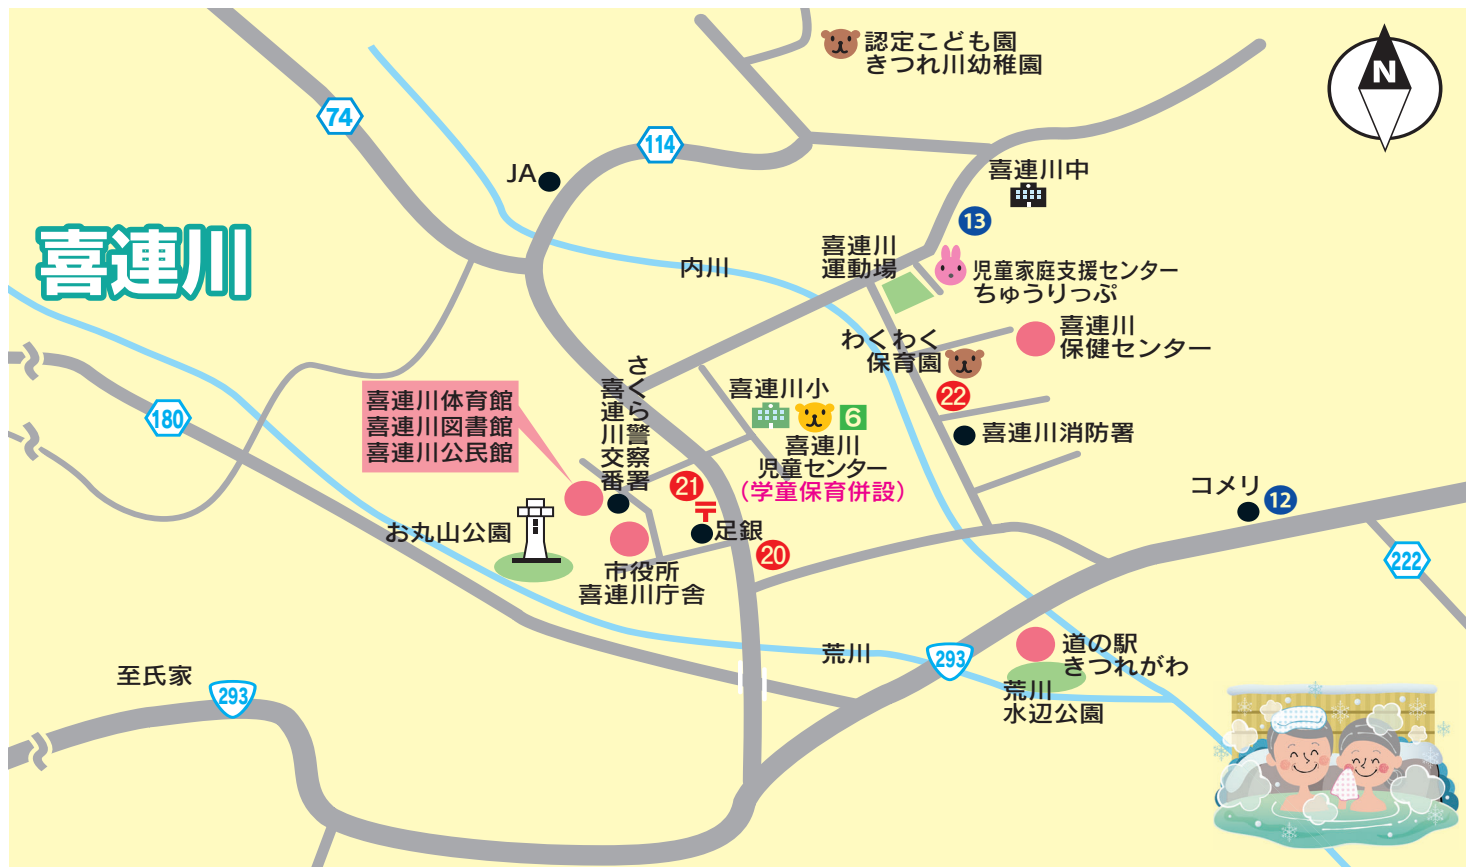 認定こども園
きつれ川幼稚園
N
74
114
JA
喜連川中
13
喜連川
喜連川
運動場
内川
児童家庭支援センター
ちゅうりっぷ
喜連川
保健センター
わくわく
保育園
22
180
喜連川体育館
喜連川図書館
喜連川公民館
さくら警察署
喜連川交番
喜連川小
6
喜連川
児童センター
（学童保育併設）
喜連川消防署
21
〒
足銀
20
コメリ
12
222
お丸山公園
市役所
喜連川庁舎
荒川
293
道の駅
きつれがわ
荒川
水辺公園
至氏家
293